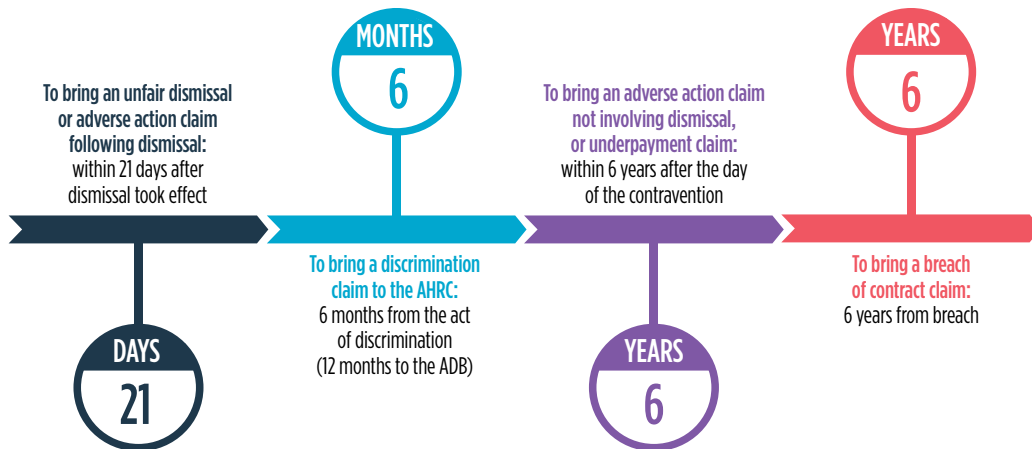 To bring an unfair dismissal
or adverse action claim
following dismissal:
within 21 days after
dismissal took effect
DAYS
21
MONTHS
6
To bring a discrimination
claim to the AHRC:
6 months from the act
of discrimination
(12 months to the ADB)
To bring an adverse action claim
not involving dismissal,
or underpayment claim:
within 6 years after the day
of the contravention
YEARS
6
YEARS
6
To bring a breach
of contract claim:
6 years from breach